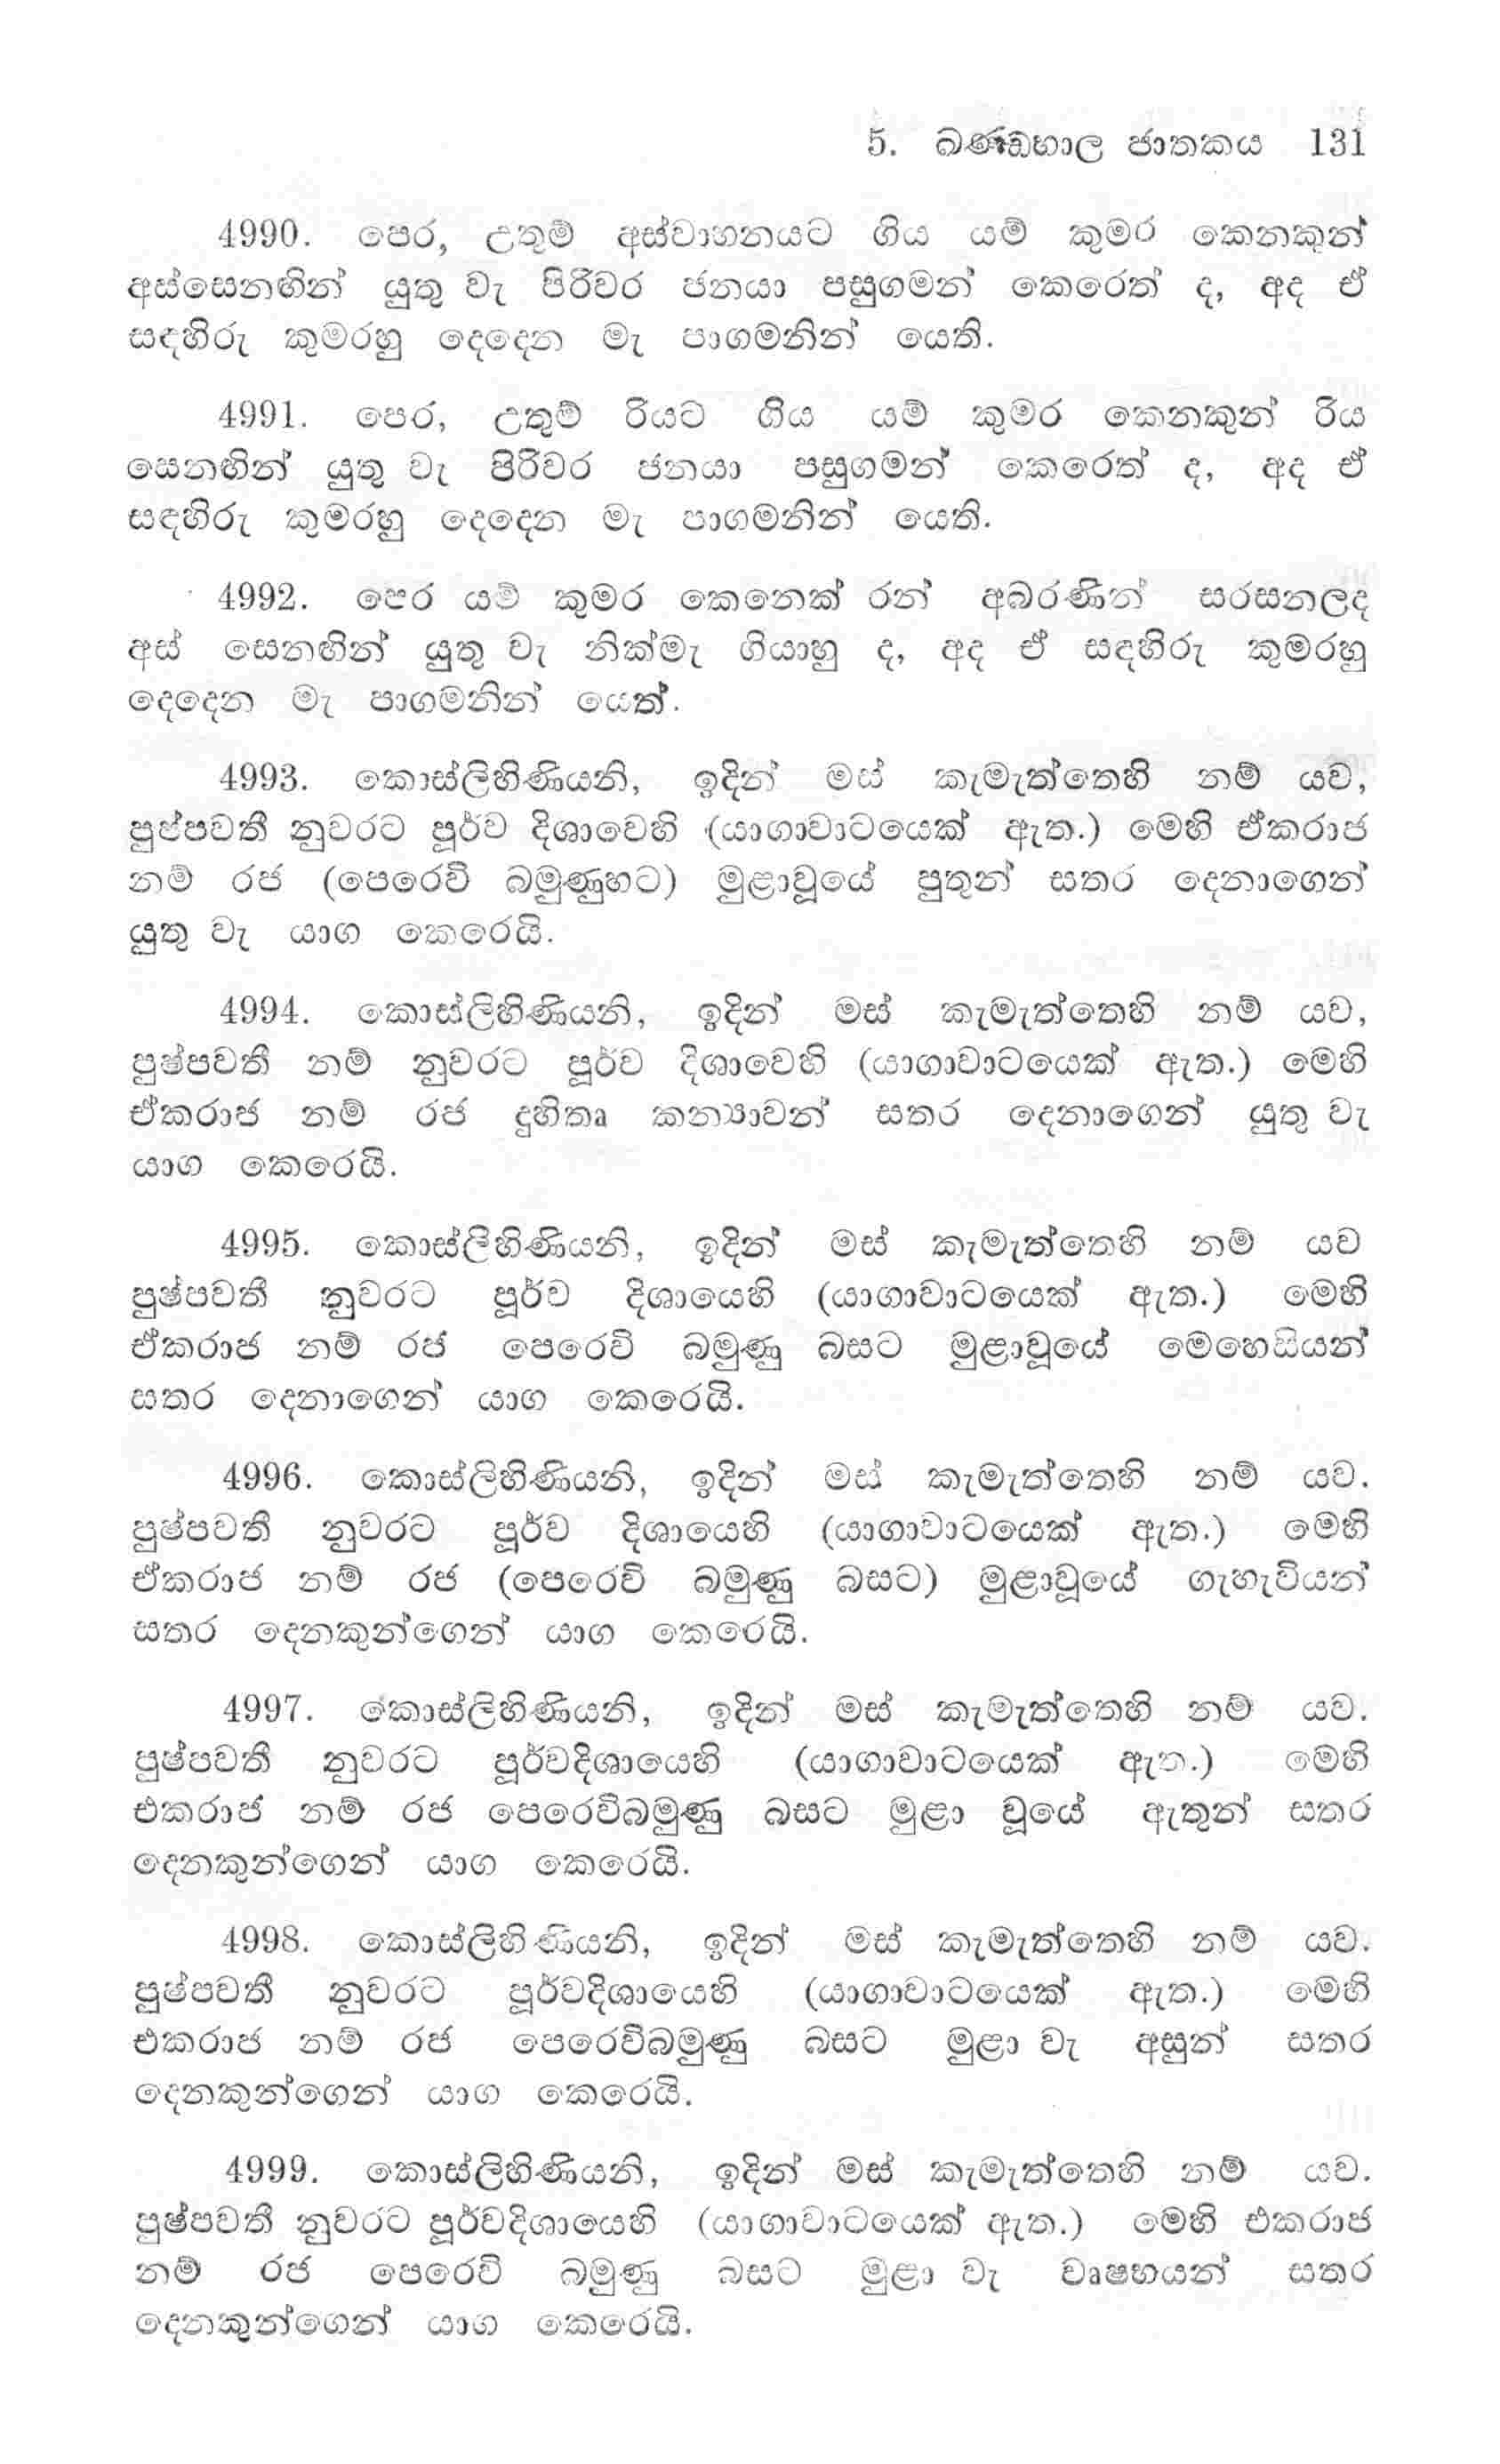 5. ඛණ්ඩහාල ජාතකය 131
4990. පෙර, උතුම් අස්වාහනයට ගිය යම් කුමර කෙනකුන්
අස්සෙනඟින් යුතු වැ පිරිවර ජනයා පසුගමන් කෙරෙත් ද, අද ඒ
සඳහිරු කුමරහු දෙදෙන මැ පාගමනින් යෙති.
4991. පෙර, උතුම් රියට ගිය යම් කුමර කෙනකුන් රිය
සෙනඟින් යුතු වැ පිරිවර ජනයා පසුගමන් කෙරෙත් ද, අද ඒ
සඳහිරු කුමරහු දෙදෙන මැ පාගමනින් යෙති.
4992. පෙර යම් කුමර කෙනෙක් රන් අබරණින් සරසනලද
අස් සෙනඟින් යුතු වැ නික්මැ ගියාහු ද, අද ඒ සඳහිරු කුමරහු
දෙදෙන මැ පාගමනින් යෙත්.
4993. කොස්ලිහිණියනි, ඉදින් මස් කැමැත්තෙහි නම් යව,
පුප්පවතී නුවරට පූර්ව දිශාවෙහි (යාගාවාටයෙක් ඇත.) මෙහි ඒකරාජ
නම් රජ (පෙරෙවි බමුණුහට) මුළාවූයේ පුතුන් සතර දෙනාගෙන්
යුතු වැ යාග කෙරෙයි.
4994. කොස්ලිහිණියනි, ඉදින් මස් කැමැත්තෙහි නම් යව,
පුෂ්පවතී නම් නුවරට පූර්ව දිශාවෙහි (යාගාවාටයෙක් ඇත.) මෙහි
ඒකරාජ නම් රජ දුහිතෘ කන්‍යාවන් සතර දෙනාගෙන් යුතු වැ
යාග කෙරෙයි.
4995. කොස්ලිහිණියනි, ඉදින් මස් කැමැත්තෙහි නම් යව
පුෂ්පවතී නුවරට පූර්ව දිශායෙහි (යාගාවාටයෙක් ඇත.) මෙහි
ඒකරාජ නම් රජ පෙරෙවි බමුණු බසට මුළාවූයේ මෙහෙසියන්
සතර දෙනාගෙන් යාග කෙරෙයි.
4996. කොස්ලිහිණියනි, ඉදින් මස් කැමැත්තෙහි නම් යව.
පුෂ්පවතී නුවරට පූර්ව දිශායෙහි (යාගාවාටයෙක් ඇත.) මෙහි
ඒකරාජ නම් රජ (පෙරෙවි බමුණු බසට) මුළාවූයේ ගැහැවියන්
සතර දෙනකුන්ගෙන් යාග කෙරෙයි.
4997. කොස්ලිහිණියනි, ඉදින් මස් කැමැත්තෙහි නම් යව.
පුෂ්පවතී නුවරට පූර්වදිශායෙහි (යාගාවාටයෙක් ඇත.) මෙහි
එකරාජ නම් රජ පෙරෙවිබමුණු බසට මුළා වූයේ ඇතුන් සතර
දෙනකුන්ගෙන් යාග කෙරෙයි.
4998. කොස්ලිහිණියනි, ඉදින් මස් කැමැත්තෙහි නම් යව.
පුෂ්පවතී නුවරට පූර්වදිශායෙහි (යාගාවාටයෙක් ඇත.) මෙහි
එකරාජ නම් රජ පෙරෙවිබමුණු බසට මුළා වැ අසුන් සතර
දෙනකුන්ගෙන් යාග කෙරෙයි.
4999. කොස්ලිහිණියනි, ඉදින් මස් කැමැත්තෙහි නම් යව.
පුෂ්පවතී නුවරට පූර්වදිශායෙහි (යාගාවාටයෙක් ඇත.) මෙහි එකරාජ
නම් රජ පෙරෙවි බමුණු බසට මුළා වැ වෘෂභයන් සතර
දෙනකුන්ගෙන් යාග කෙරෙයි.